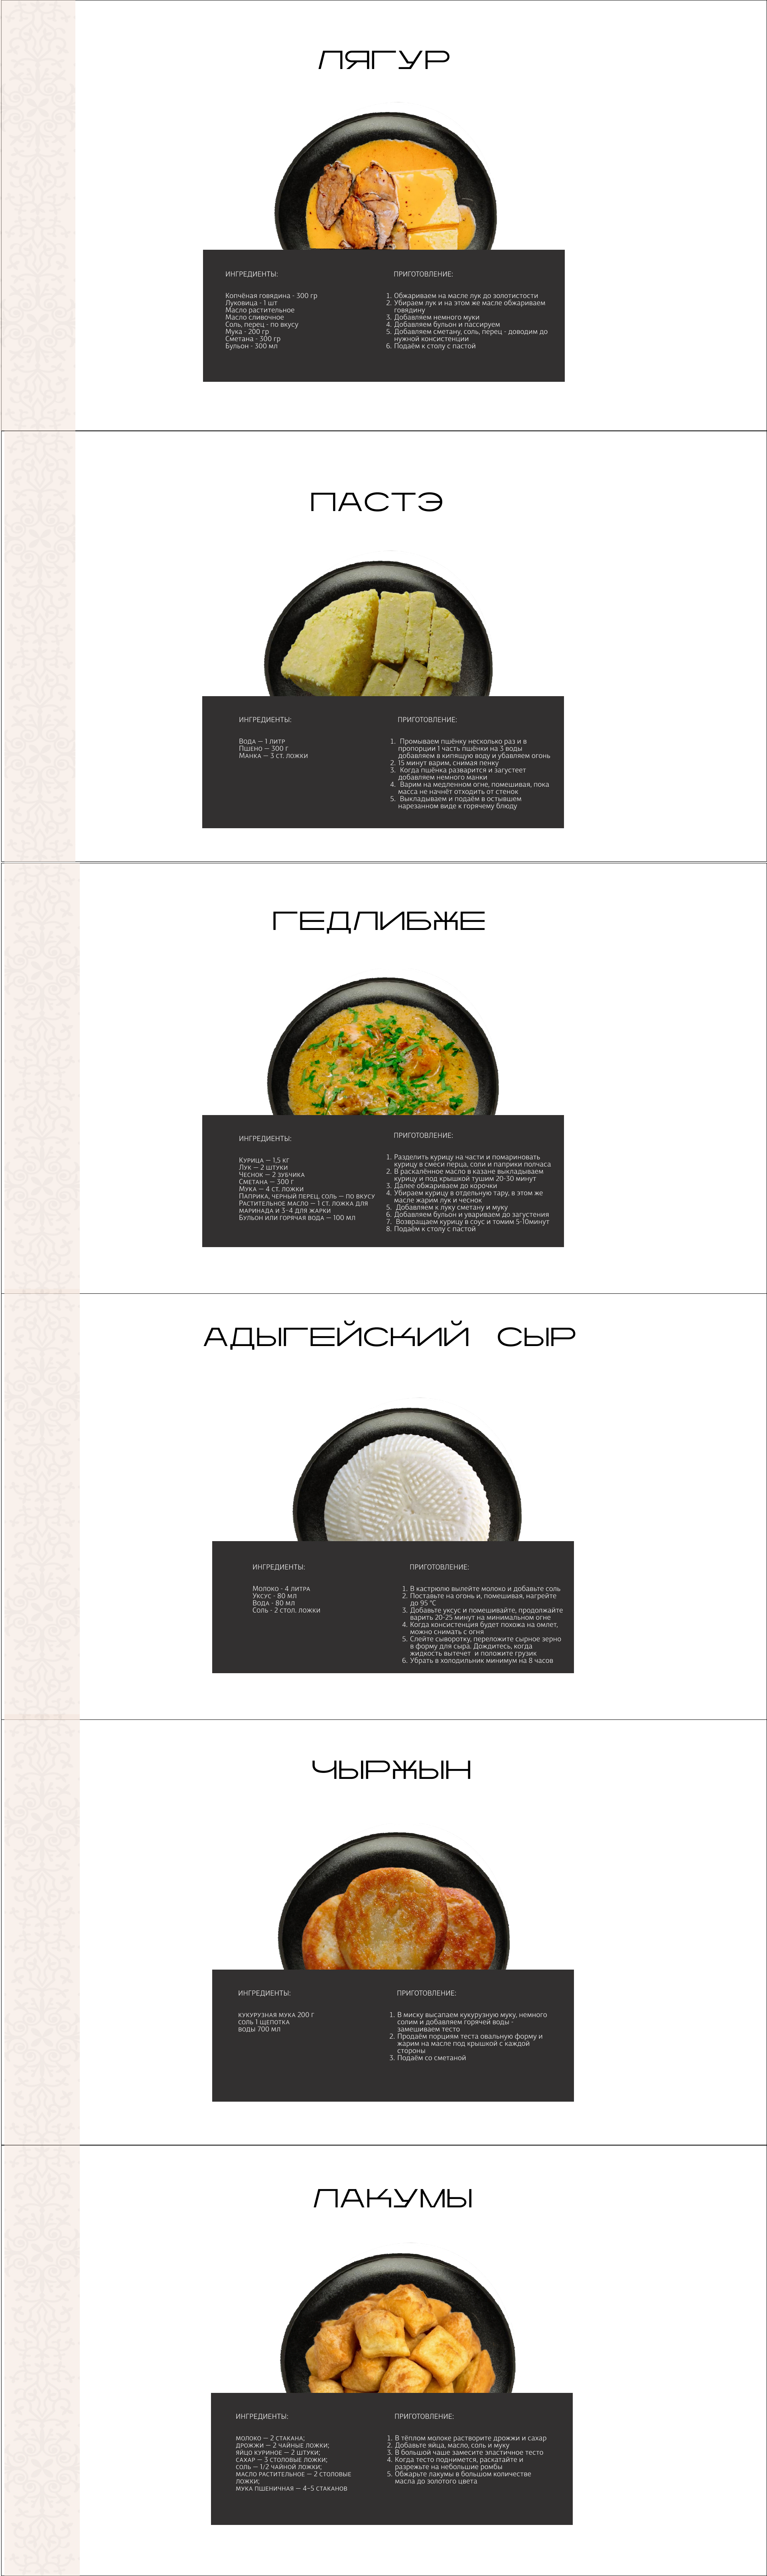 ЛЯГУР
ИНГРЕДИЕНТЫ:
Копчёная говядина - 300 гр
Луковица - 1 шт
Масло растительное
Масло сливочное
Соль, перец - по вкусу
Мука - 200 гр
Сметана - 300 гр
Бульон - 300 мл
ПРИГОТОВЛЕНИЕ:
1. Обжариваем на масле лук до золотистости
2. Убираем лук и на этом же масле обжариваем
говядину
3. Добавляем немного муки
4. Добавляем бульон и пассируем
5. Добавляем сметану, соль, перец - доводим до
нужной консистенции
6. Подаём к столу с пастой
ПАСТЭ
ИНГРЕДИЕНТЫ:
Вода — 1 литр
Пшено — 300 г
Манка — 3 ст. ложки
ПРИГОТОВЛЕНИЕ:
1. Промываем пшёнку несколько раз и в
пропорции 1 часть пшёнки на 3 воды
добавляем в кипящую воду и убавляем огонь
2. 15 минут варим, снимая пенку
3. Когда пшёнка разварится и загустеет
добавляем немного манки
4. Варим на медленном огне, помешивая, пока
масса не начнёт отходить от стенок
5. Выкладываем и подаём в остывшем
нарезанном виде к горячему блюду
ГЕДЛИБЖЕ
ИНГРЕДИЕНТЫ:
Курица — 1,5 кг
Лук — 2 штуки
Чеснок — 2 зубчика
Сметана — 300 г
Мука — 4 ст. ложки
Паприка, черный перец, соль — по вкусу
Растительное масло — 1 ст. ложка для
маринада и 3-4 для жарки
Бульон или горячая вода — 100 мл
ПРИГОТОВЛЕНИЕ:
1. Разделить курицу на части и помариновать
курицу в смеси перца, соли и паприки полчаса
2. В раскалённое масло в казане выкладываем
курицу и под крышкой тушим 20-30 минут
3. Далее обжариваем до корочки
4. Убираем курицу в отдельную тару, в этом же
масле жарим лук и чеснок
5. Добавляем к луку сметану и муку
6. Добавляем бульон и увариваем до загустения
7. Возвращаем курицу в соус и томим 5-10минут
8. Подаём к столу с пастой
АДЫГЕЙСКИЙ СЫР
ИНГРЕДИЕНТЫ:
Молоко - 4 литра
Уксус - 80 мл
Вода - 80 мл
Соль - 2 стол. ложки
ПРИГОТОВЛЕНИЕ:
1. В кастрюлю вылейте молоко и добавьте соль
2. Поставьте на огонь и, помешивая, нагрейте
до 95 °C
3. Добавьте уксус и помешивайте, продолжайте
варить 20-25 минут на минимальном огне
4. Когда консистенция будет похожа на омлет,
можно снимать с огня
5. Слейте сыворотку, переложите сырное зерно
в форму для сыра. Дождитесь, когда
жидкость вытечет и положите грузик
6. Убрать в холодильник минимум на 8 часов
ЧЫРЖЫН
ИНГРЕДИЕНТЫ:
кукурузная мука 200 г
соль 1 щепотка
воды 700 мл
ПРИГОТОВЛЕНИЕ:
1. В миску высапаем кукурузную муку, немного
солим и добавляем горячей воды -
замешиваем тесто
2. Продаём порциям теста овальную форму и
жарим на масле под крышкой с каждой
стороны
3. Подаём со сметаной
ЛАКУМЫ
ИНГРЕДИЕНТЫ:
молоко — 2 стакана;
дрожжи — 2 чайные ложки;
яйцо куриное — 2 штуки;
сахар — 3 столовые ложки;
соль — 1/2 чайной ложки;
масло растительное — 2 столовые
ложки;
мука пшеничная — 4-5 стаканов
ПРИГОТОВЛЕНИЕ:
1. В тёплом молоке растворите дрожжи и сахар
2. Добавьте яйца, масло, соль и муку
3. В большой чаше замесите эластичное тесто
4. Когда тесто поднимется, раскатайте и
разрежьте на небольшие ромбы
5. Обжарьте лакумы в большом количестве
масла до золотого цвета